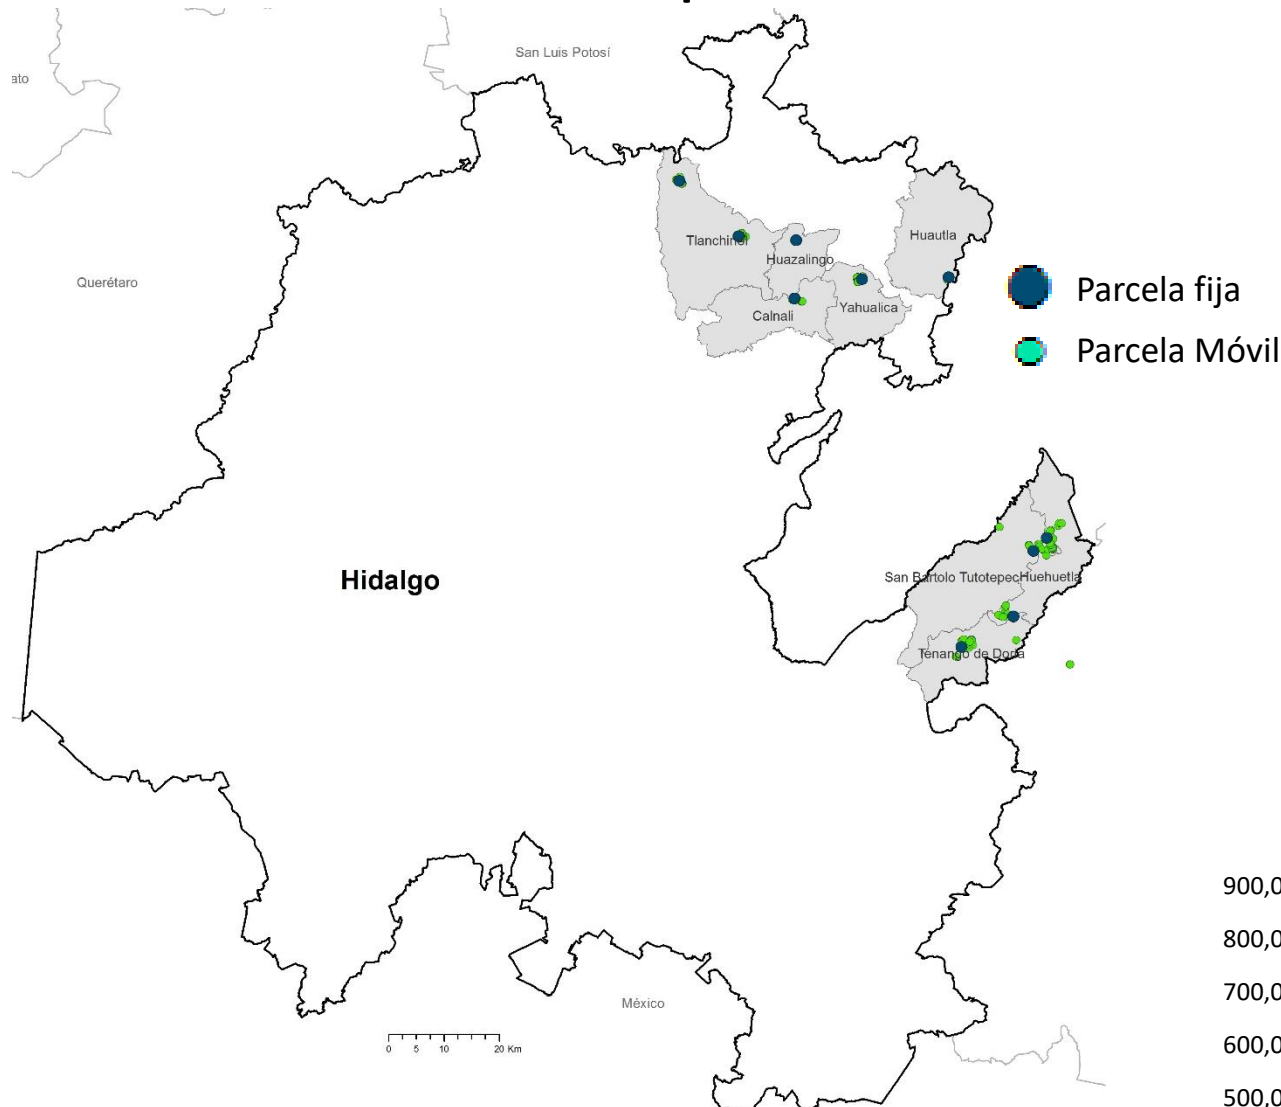 San Luis Potosí
ato
Huautla
Tlanchinol
Huazalingo
Querétaro
Parcela fija
Yahualica
Calnali
Parcela Móvil
Hidalgo
San Bartolo Tutotepec
Huehuetla
Tenango de Doria
900,0
800,0
700,0
México
600,0
0 5 10 20 Km
500,0